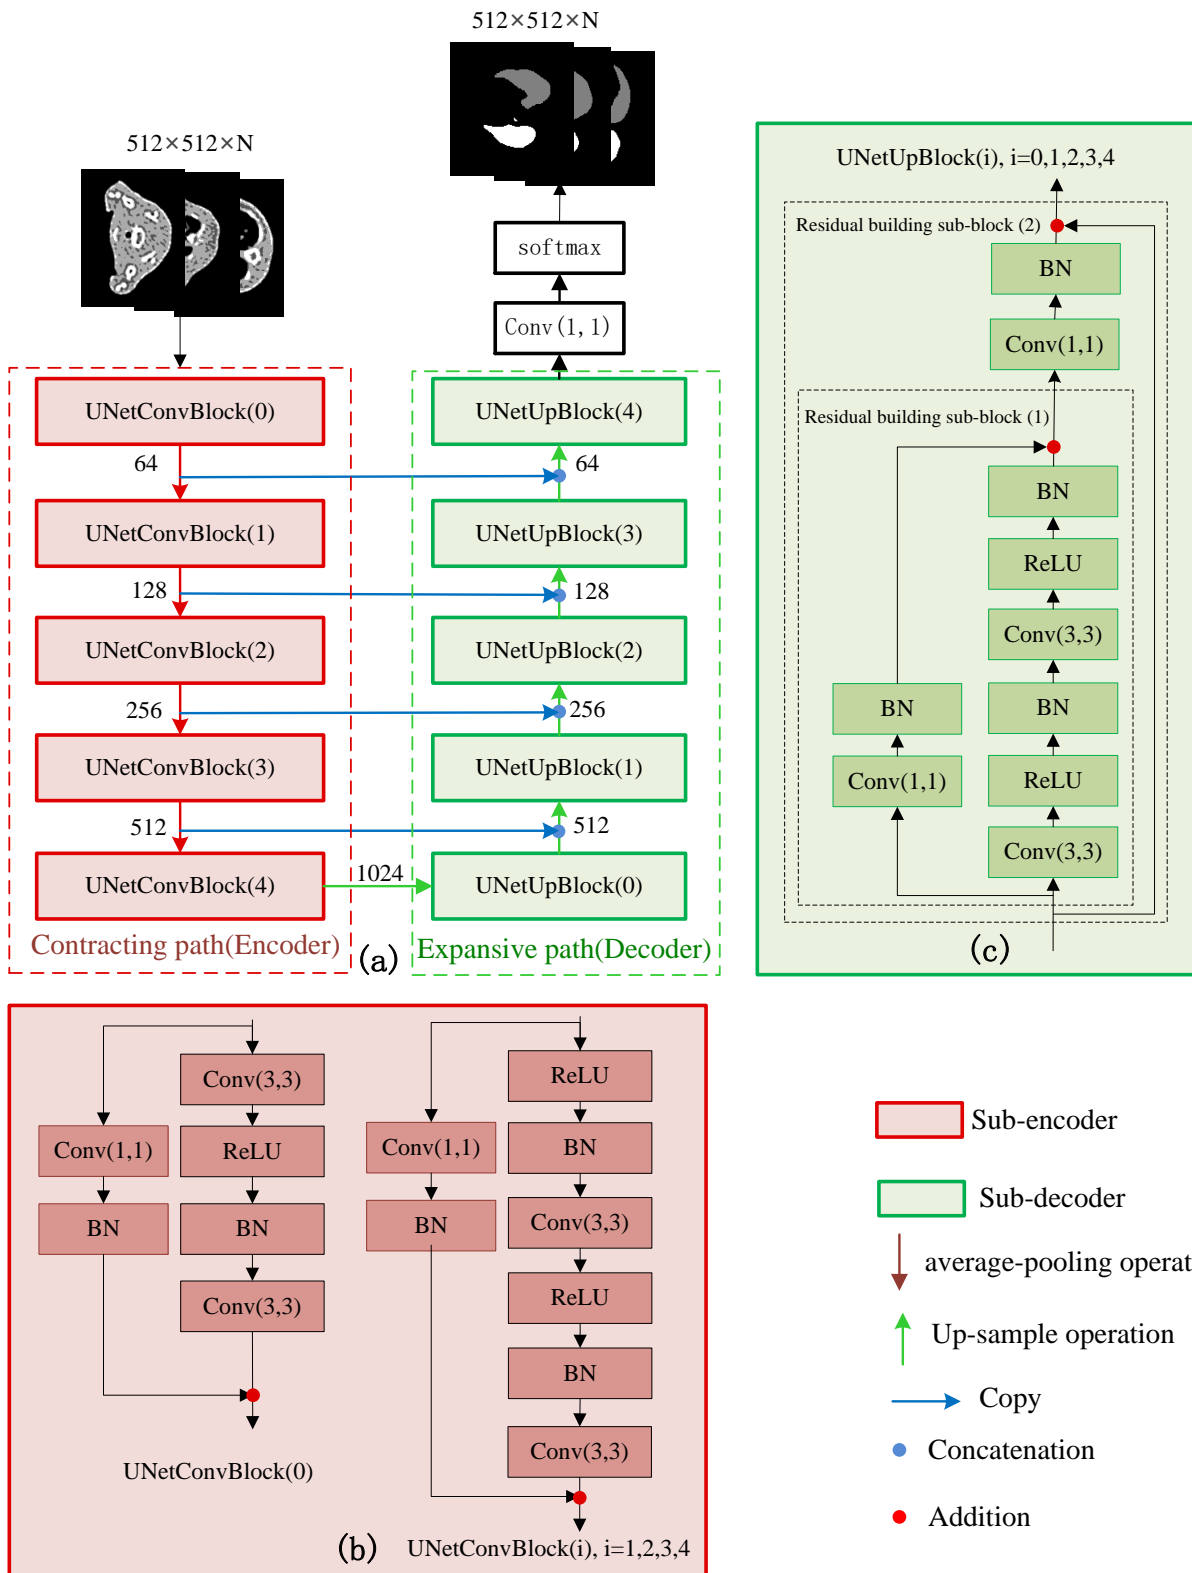 512×512×N
512×512×N
softmax
Conv(1,1)
UNetConvBlock(0)
64
UNetConvBlock(1)
128
UNetConvBlock(2)
256
UNetConvBlock(3)
512
UNetConvBlock(4)
1024
Contracting path(Encoder)
UNetUpBlock(4)
64
UNetUpBlock(3)
128
UNetUpBlock(2)
256
UNetUpBlock(1)
512
UNetUpBlock(0)
Expansive path(Decoder)
(a)
UNetUpBlock(i), i=0,1,2,3,4
Residual building sub-block (2)
BN
Conv(1,1)
Residual building sub-block (1)
BN
ReLU
Conv(3,3)
BN
BN
Conv(1,1)
ReLU
Conv(3,3)
(c)
Conv(3,3)
Conv(1,1)
ReLU
BN
BN
Conv(3,3)
UNetConvBlock(0)
ReLU
Conv(1,1)
BN
BN
Conv(3,3)
ReLU
BN
Conv(3,3)
UNetConvBlock(i), i=1,2,3,4
(b)
Sub-encoder
Sub-decoder
average-pooling operat
Up-sample operation
Copy
Concatenation
Addition